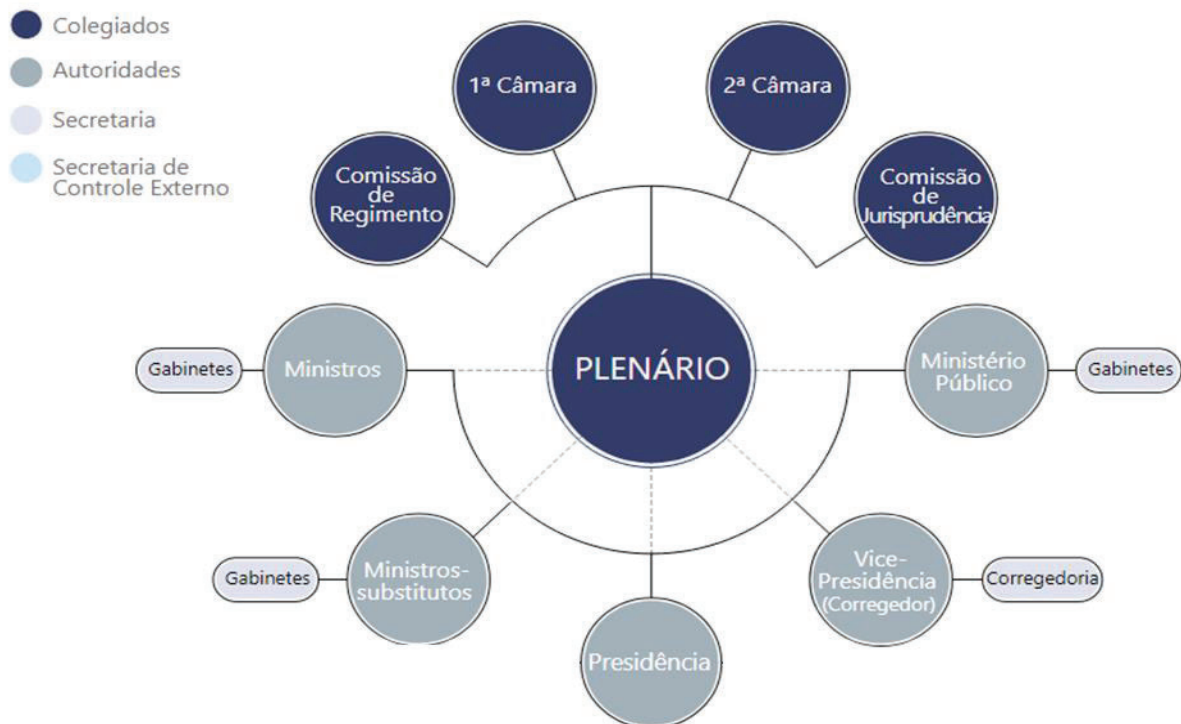 Colegiados
Autoridades
Secretaria
Secretaria de
Controle Externo
1ª Câmara
2ª Câmara
Comissão
de
Regimento
Comissão
de
Jurisprudência
PLENÁRIO
Gabinetes
Ministros
Ministério
Público
Gabinetes
Gabinetes
Ministros-
substitutos
Vice-
Presidência
(Corregedor)
Corregedoria
Presidência